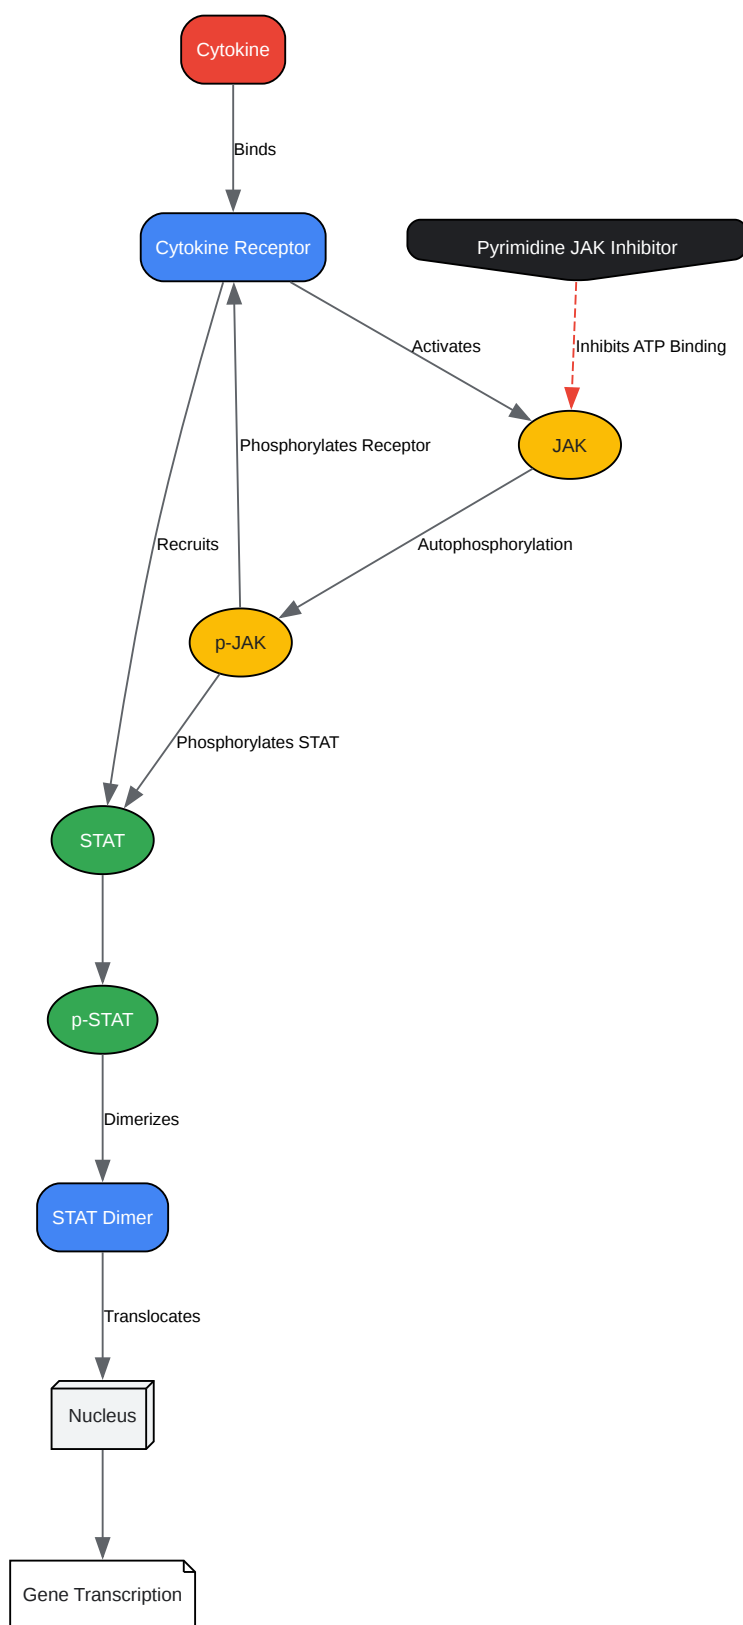 Cytokine
Binds
Cytokine Receptor
Pyrimidine JAK Inhibitor
Activates
Inhibits ATP Binding
Phosphorylates Receptor
JAK
Recruits
Autophosphorylation
p-JAK
Phosphorylates STAT
STAT
p-STAT
Dimerizes
STAT Dimer
Translocates
Nucleus
Gene Transcription